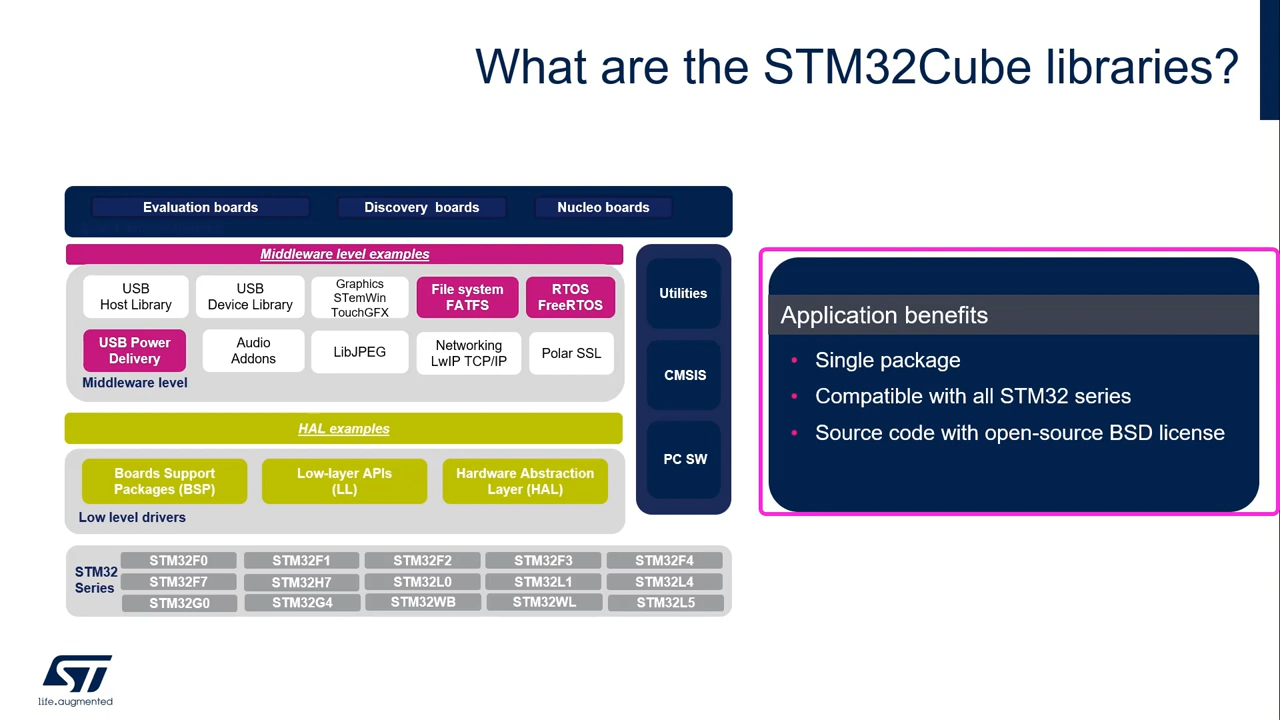 What are the STM32Cube libraries?
Evaluation boards
Discovery boards
Nucleo boards
Middleware level examples
USB
Host Library
USB
Device Library
Graphics
STemWin
TouchGFX
File system
FATFS
RTOS
FreeRTOS
USB Power
Delivery
Audio
Addons
LibJPEG
Networking
LwIP TCP/IP
Polar SSL
Middleware level
HAL examples
Boards Support
Packages (BSP)
Low-layer APIs
(LL)
Hardware Abstraction
Layer (HAL)
Low level drivers
Utilities
CMSIS
PC SW
STM32
Series
STM32F0
STM32F1
STM32F2
STM32F3
STM32F4
STM32F7
STM32H7
STM32L0
STM32L1
STM32L4
STM32G0
STM32G4
STM32WB
STM32WL
STM32L5
Application benefits
• Single package
• Compatible with all STM32 series
• Source code with open-source BSD license
ST
life.augmented